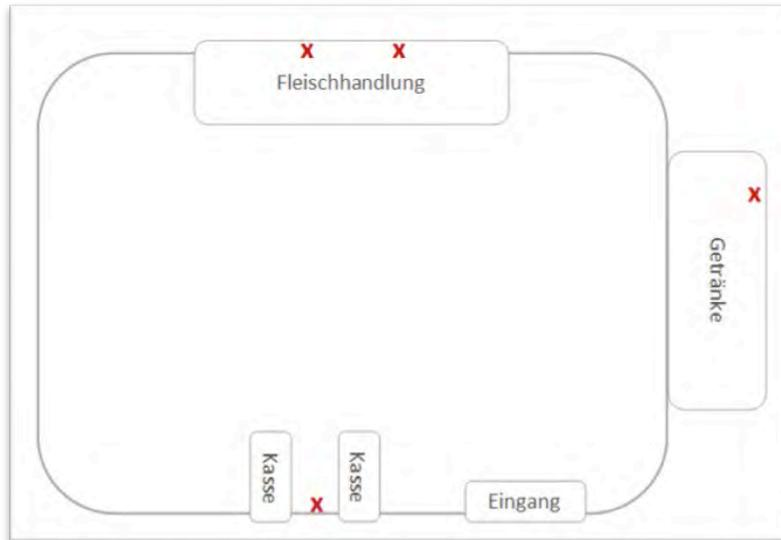 X X
Fleischhandlung
X
Getränke
Kasse
Kasse
X
Eingang